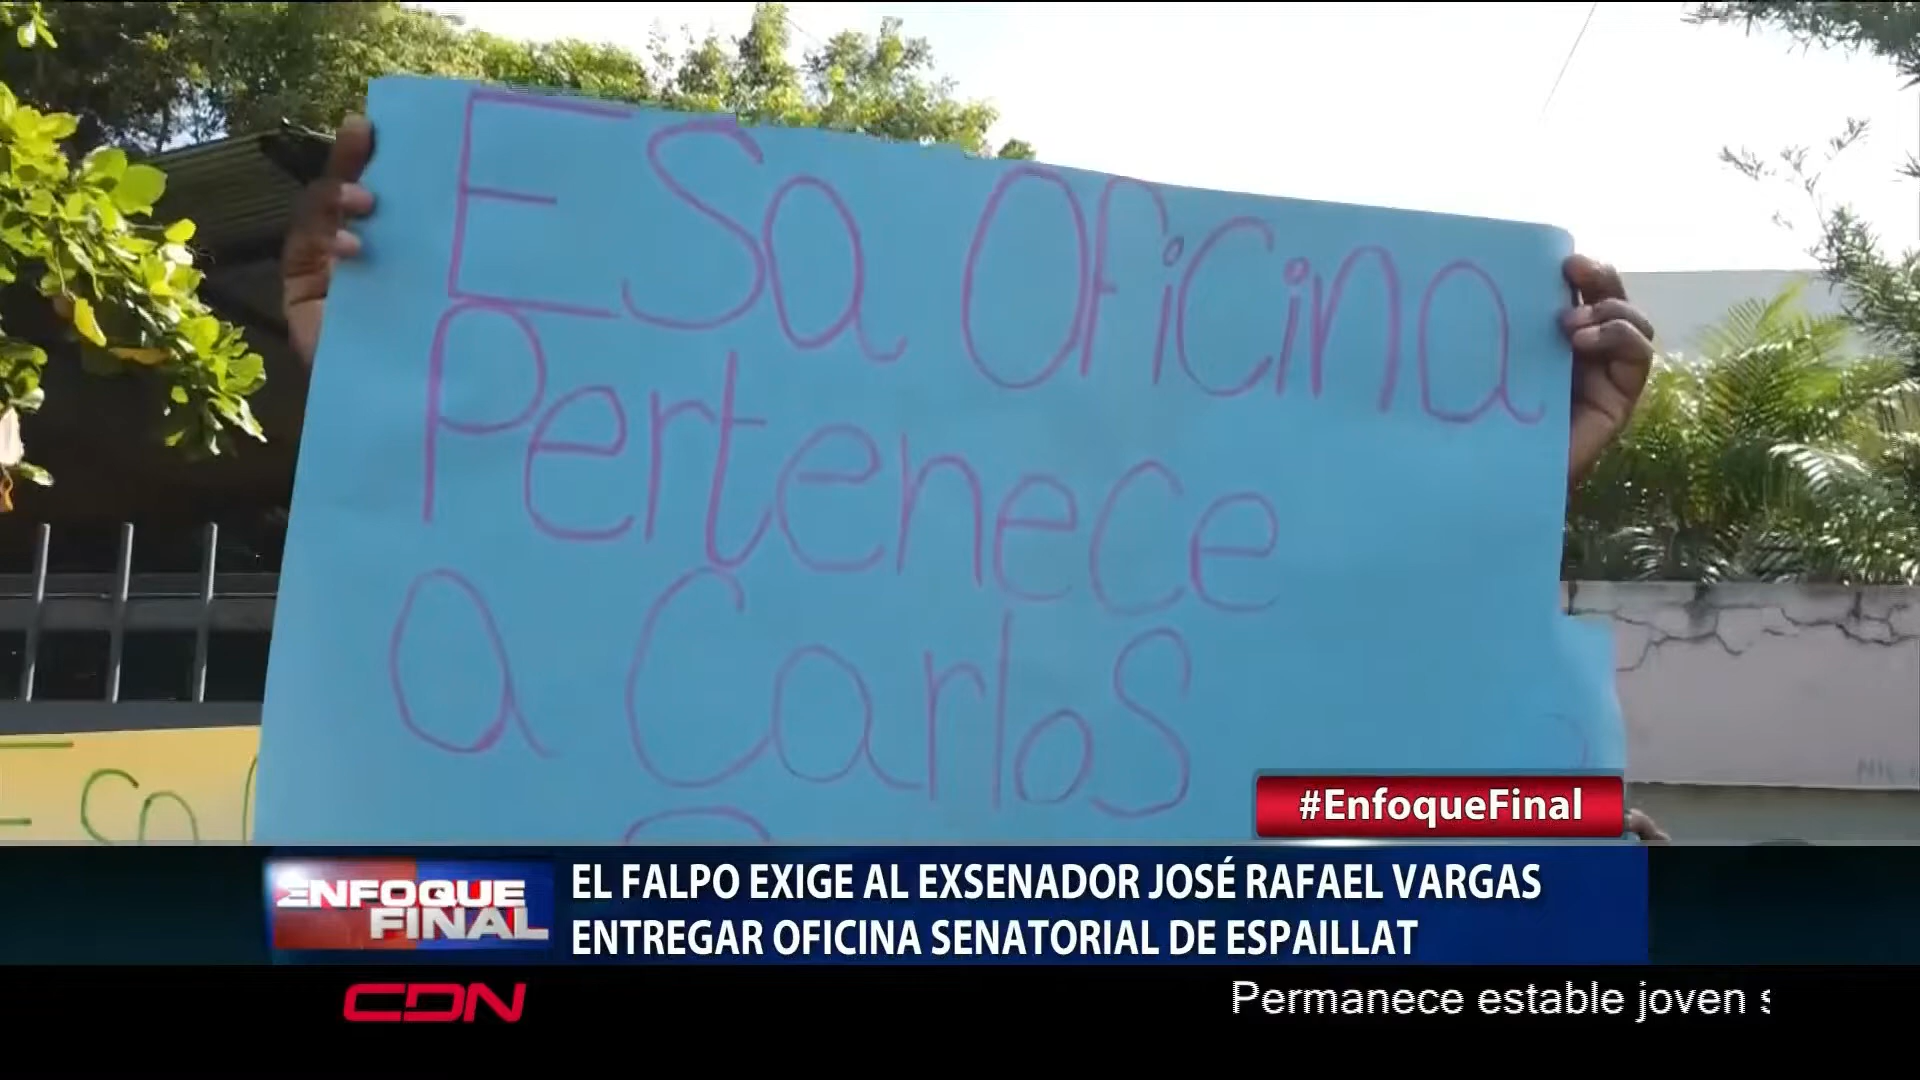 Esa Oficina
Pertenece
a Carlos
Esa
#EnfoqueFinal
ENFOQUE
FINAL
EL FALPO EXIGE AL EXSENADOR JOSÉ RAFAEL VARGAS
ENTREGAR OFICINA SENATORIAL DE ESPAILLAT
CDN
Permanece estable joven